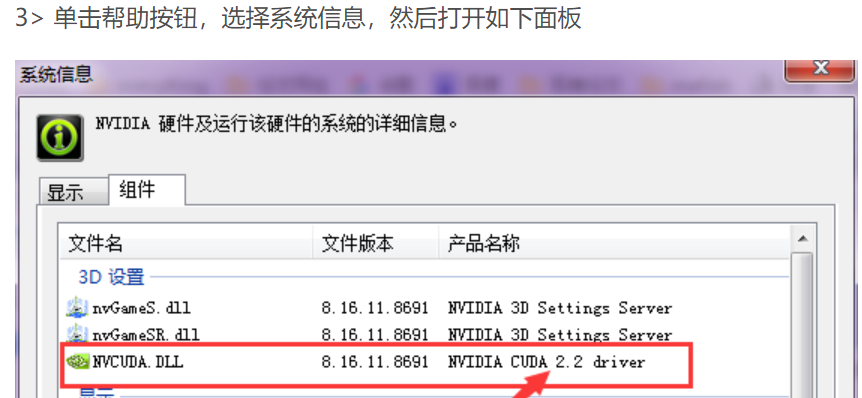 3> 单击帮助按钮，选择系统信息，然后打开如下面板
系统信息
NVIDIA 硬件及运行该硬件的系统的详细信息。
显示 组件
文件名 文件版本 产品名称
3D 设置
nvGameS.dll 8.16.11.8691 NVIDIA 3D Settings Server
nvGameSR.dll 8.16.11.8691 NVIDIA 3D Settings Server
NVCUDA.DLL 8.16.11.8691 NVIDIA CUDA 2.2 driver